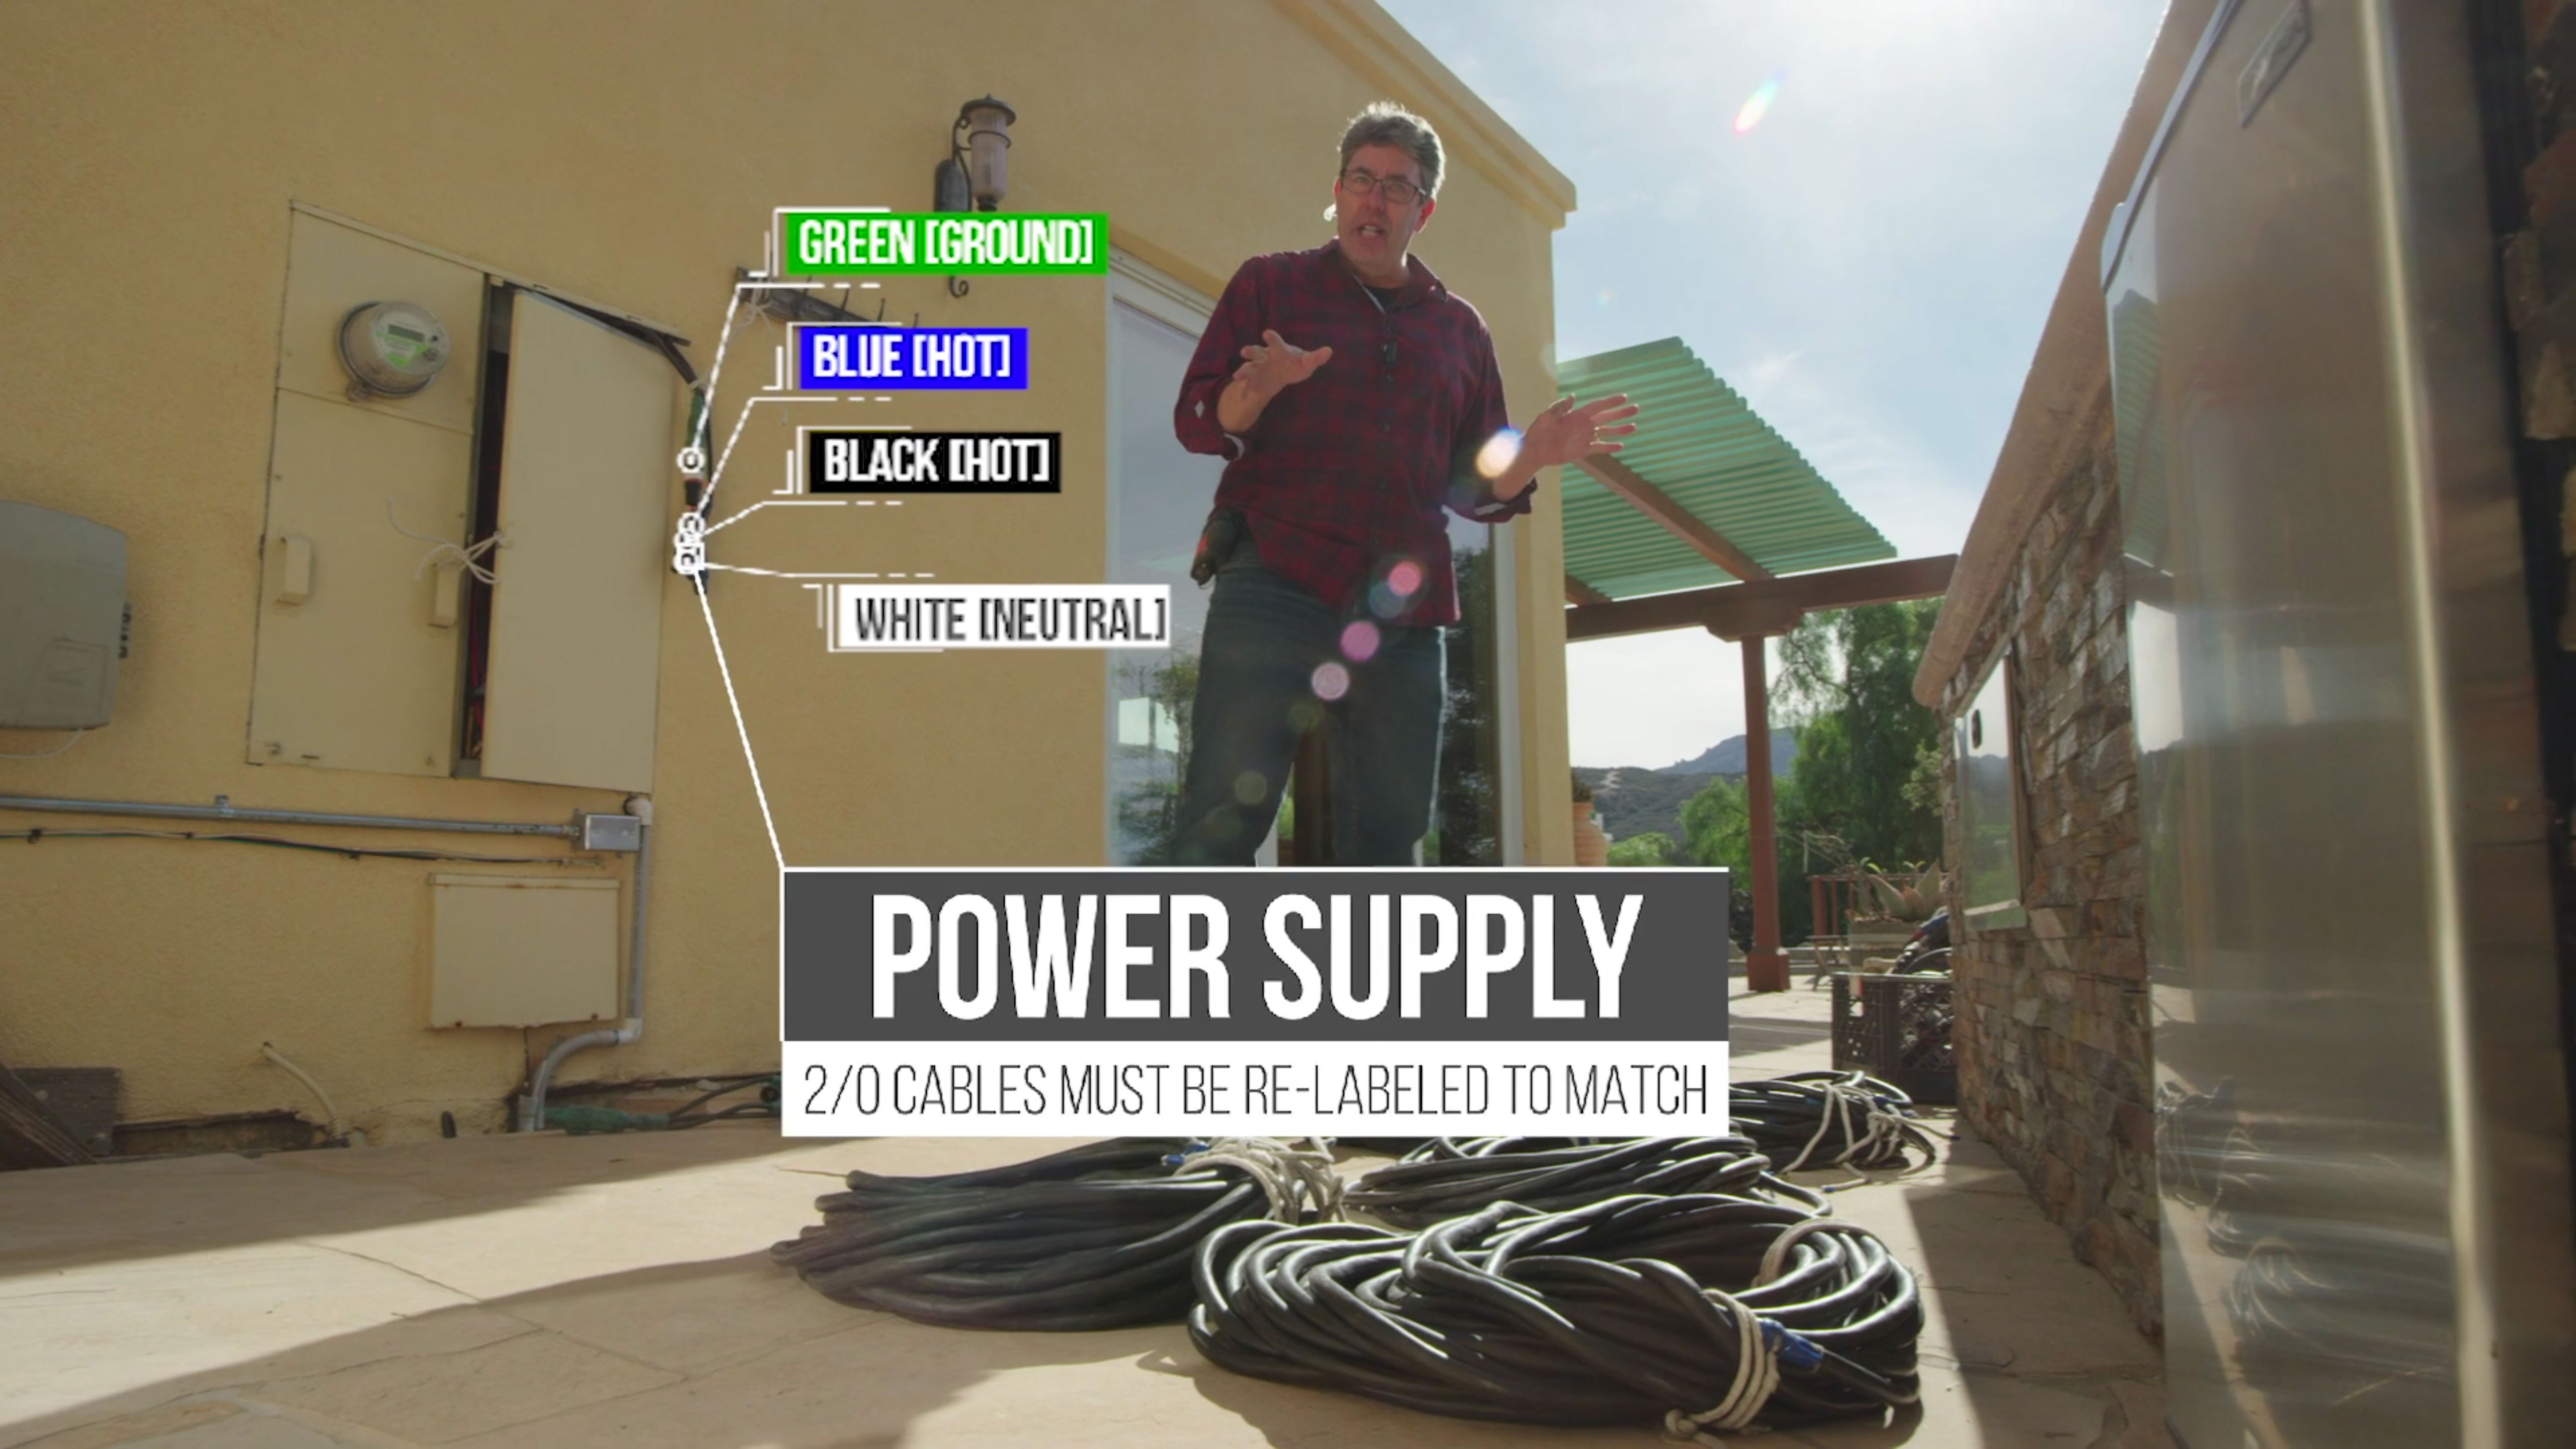 GREEN [GROUND]
BLUE [HOT]
BLACK [HOT]
WHITE [NEUTRAL]
POWER SUPPLY
2/0 CABLES MUST BE RE-LABELED TO MATCH